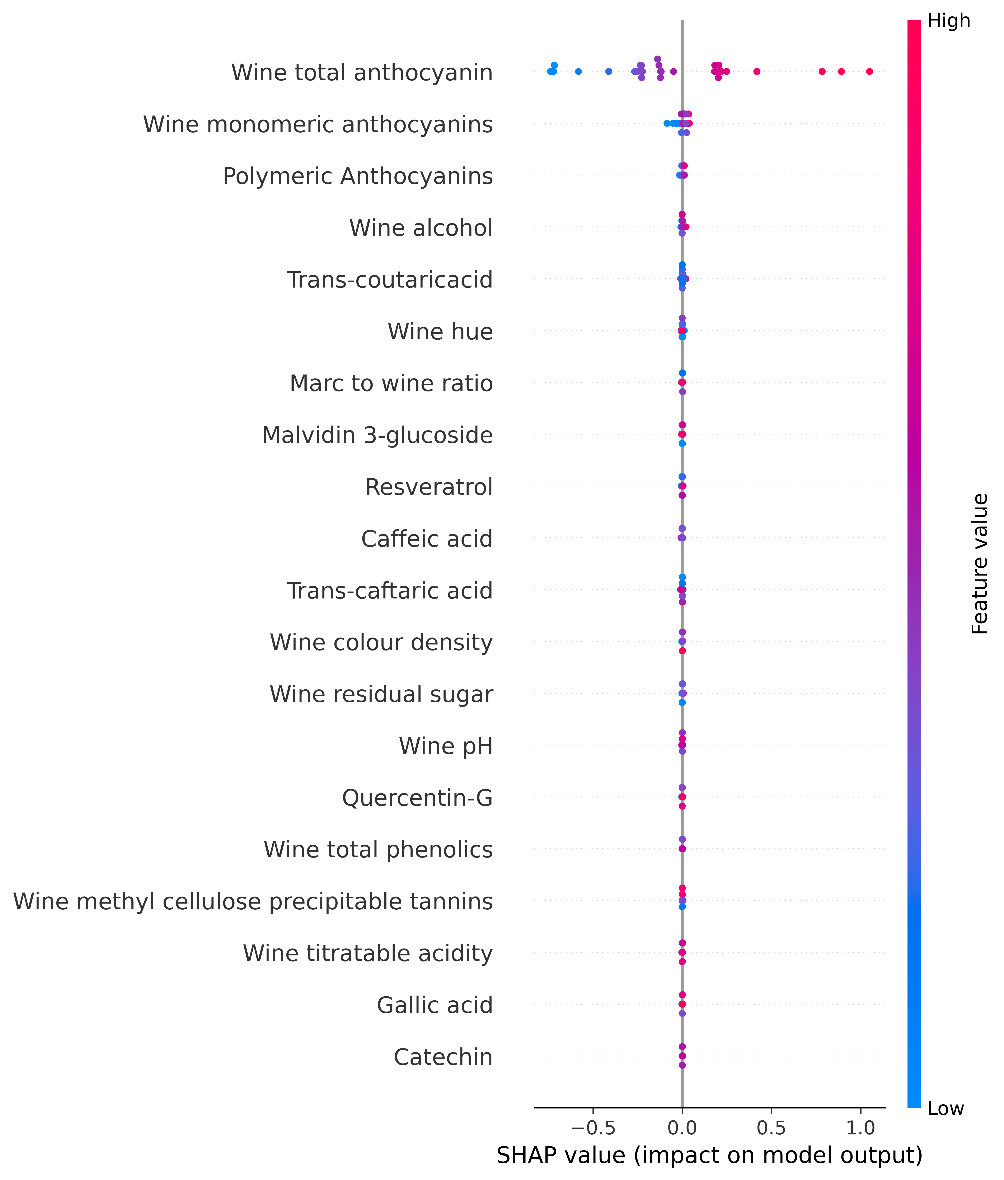 High
Wine total anthocyanin
Wine monomeric anthocyanins
Polymeric Anthocyanins
Wine alcohol
Trans-coutaricacid
Wine hue
Marc to wine ratio
Malvidin 3-glucoside
Resveratrol
Caffeic acid
Trans-caftaric acid
Wine colour density
Wine residual sugar
Wine pH
Quercentin-G
Wine total phenolics
Wine methyl cellulose precipitable tannins
Wine titratable acidity
Gallic acid
Catechin
Feature value
Low
−0.5 0.0 0.5 1.0
SHAP value (impact on model output)